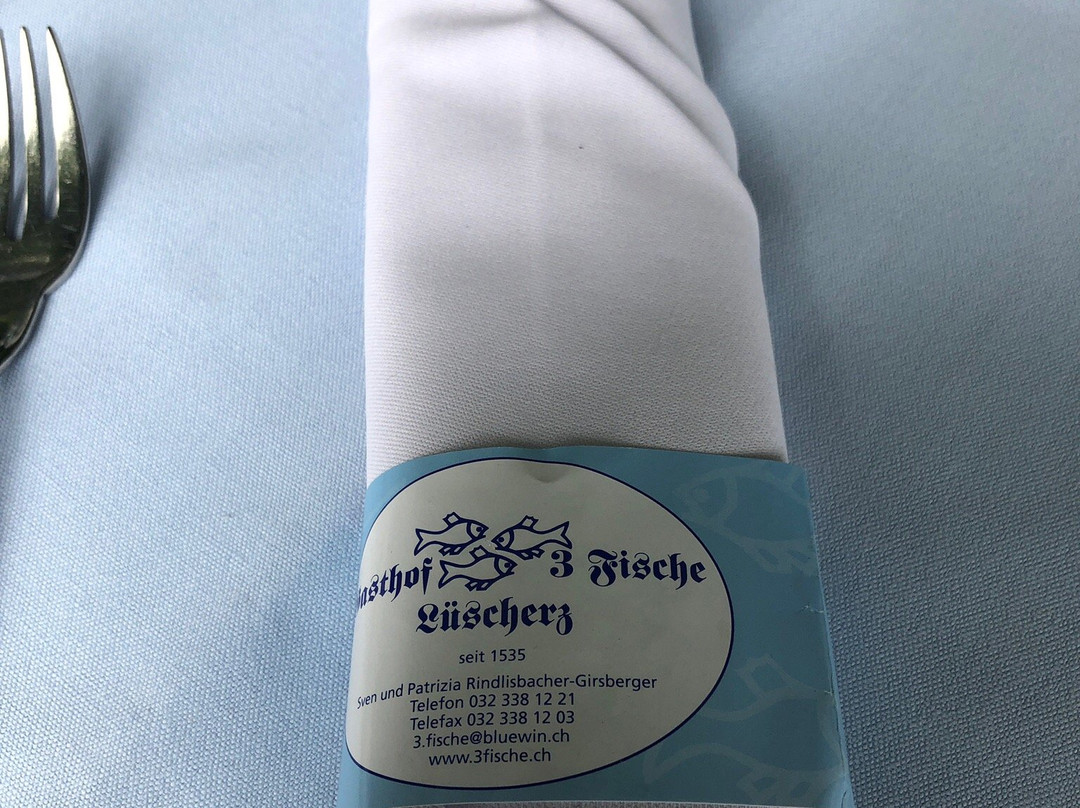 Gasthof 3 Fische
Lüscherz
seit 1535
Sven und Patrizia Rindlisbacher-Girsberger
Telefon 032 338 12 21
Telefax 032 338 12 03
3.fische@bluewin.ch
www.3fische.ch